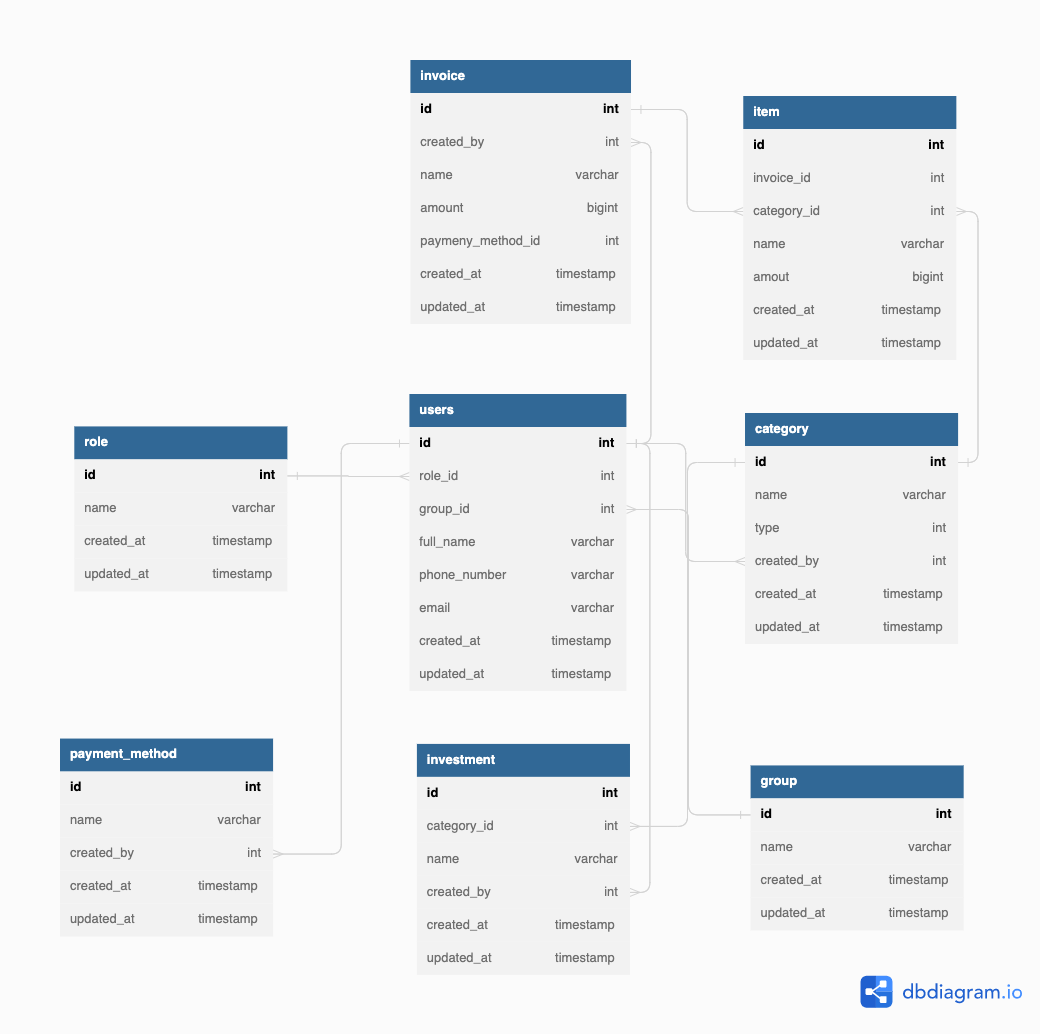 invoice
id int
created_by int
name varchar
amount bigint
paymeny_method_id int
created_at timestamp
updated_at timestamp
item
id int
invoice_id int
category_id int
name varchar
amout bigint
created_at timestamp
updated_at timestamp
role
id int
name varchar
created_at timestamp
updated_at timestamp
users
id int
role_id int
group_id int
full_name varchar
phone_number varchar
email varchar
created_at timestamp
updated_at timestamp
category
id int
name varchar
type int
created_by int
created_at timestamp
updated_at timestamp
payment_method
id int
name varchar
created_by int
created_at timestamp
updated_at timestamp
investment
id int
category_id int
name varchar
created_by int
created_at timestamp
updated_at timestamp
group
id int
name varchar
created_at timestamp
updated_at timestamp
dbdiagram.io